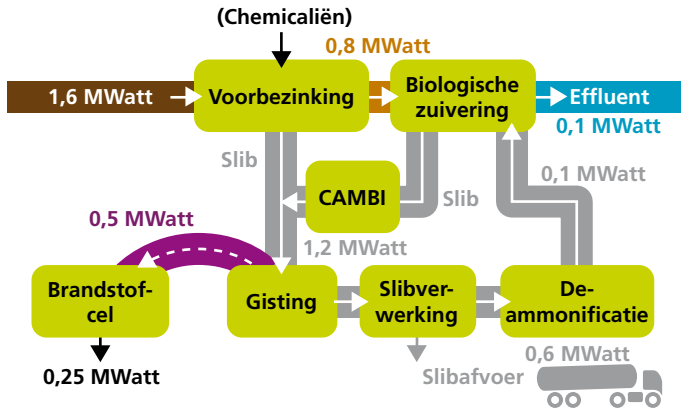 (Chemicaliën)
0,8 MWatt
1,6 MWatt
Voorbezinking
Biologische
zuivering
Effluent
0,1 MWatt
Slib
CAMBI
Slib
0,1 MWatt
0,5 MWatt
1,2 MWatt
Brandstof-
cel
Gisting
Slibver-
werking
De-
ammonificatie
0,25 MWatt
Slibafvoer
0,6 MWatt